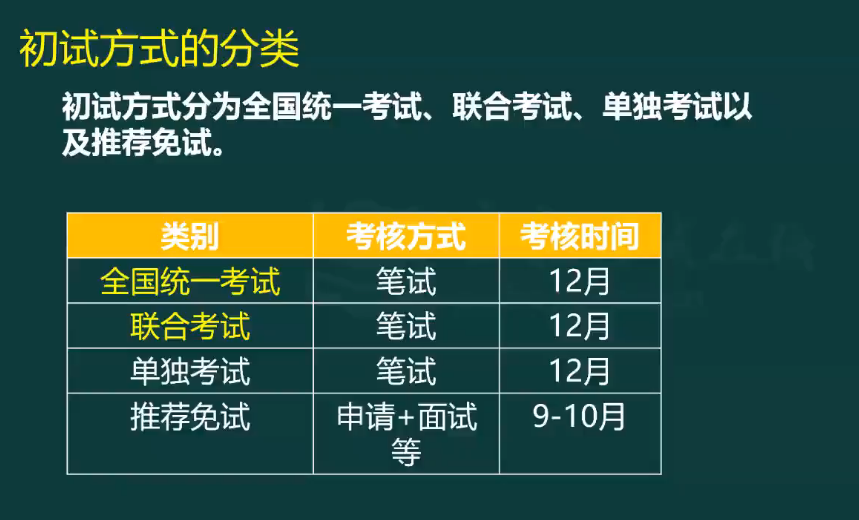 初试方式的分类
初试方式分为全国统一考试、联合考试、单独考试以
及推荐免试。
类别 考核方式 考核时间
全国统一考试 笔试 12月
联合考试 笔试 12月
单独考试 笔试 12月
推荐免试 申请+面试 9-10月
等